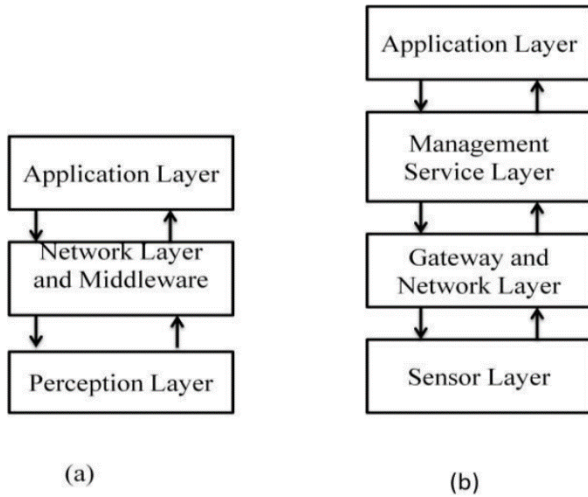 Application Layer
Network Layer
and Middleware
Perception Layer
(a)
Application Layer
Management
Service Layer
Gateway and
Network Layer
Sensor Layer
(b)